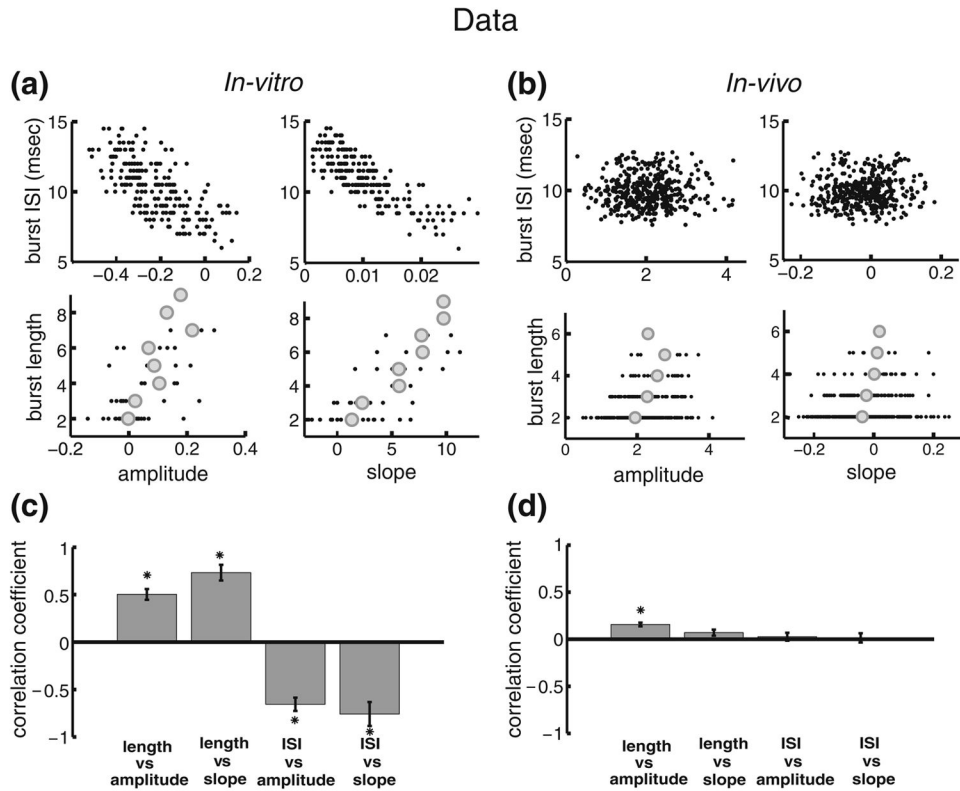 Data
(a)
In-vitro
(b)
In-vivo
burst ISI (msec)
15
10
5
−0.4 −0.2 0 0.2
15
10
5
0 0.01 0.02
burst ISI (msec)
15
10
5
0 2 4
15
10
5
−0.2 0 0.2
burst length
8
6
4
2
−0.2 0 0.2 0.4
amplitude
8
6
4
2
0 5 10
slope
burst length
6
4
2
0 2 4
amplitude
6
4
2
−0.2 0 0.2
slope
(c)
correlation coefficient
1
0.5
0
−0.5
−1
* * * *
length vs amplitude
length vs slope
ISI vs amplitude
ISI vs slope
(d)
correlation coefficient
1
0.5
0
−0.5
−1
*
length vs amplitude
length vs slope
ISI vs amplitude
ISI vs slope